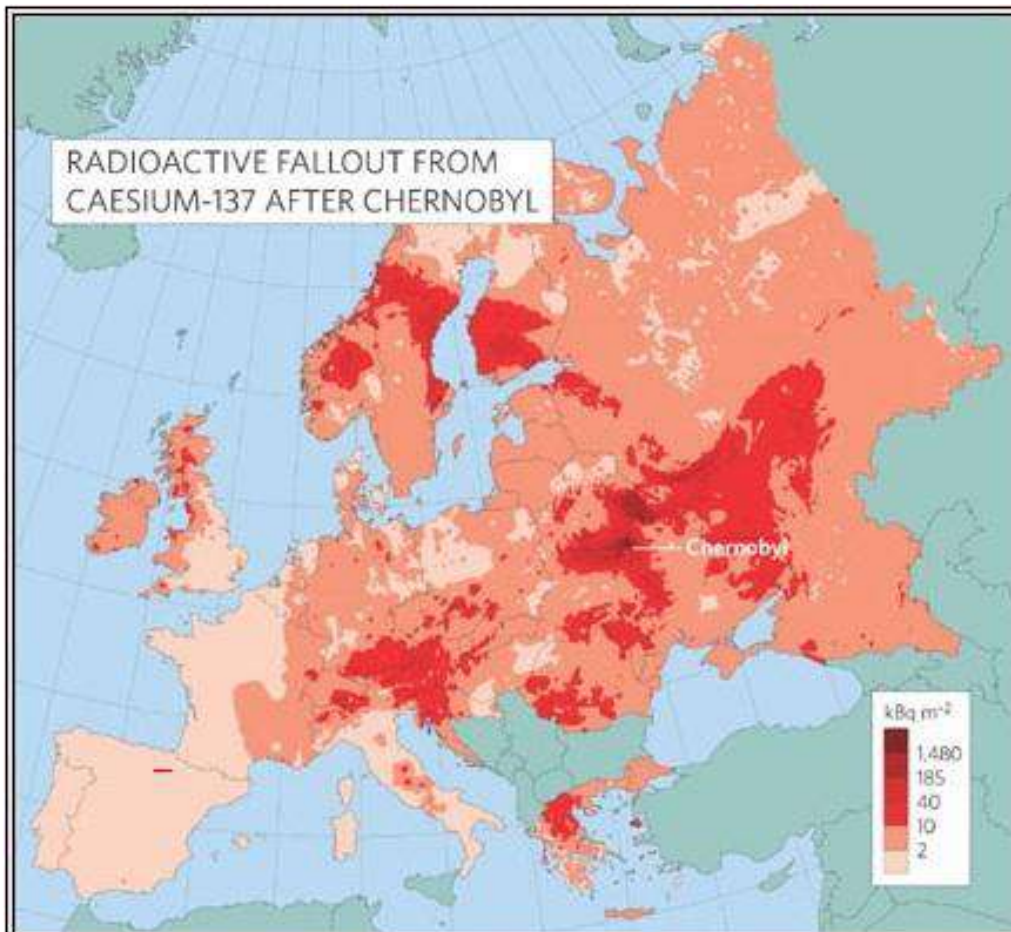 RADIOACTIVE FALLOUT FROM
CAESIUM-137 AFTER CHERNOBYL
Chernobyl
kBq m⁻²
1,480
185
40
10
2